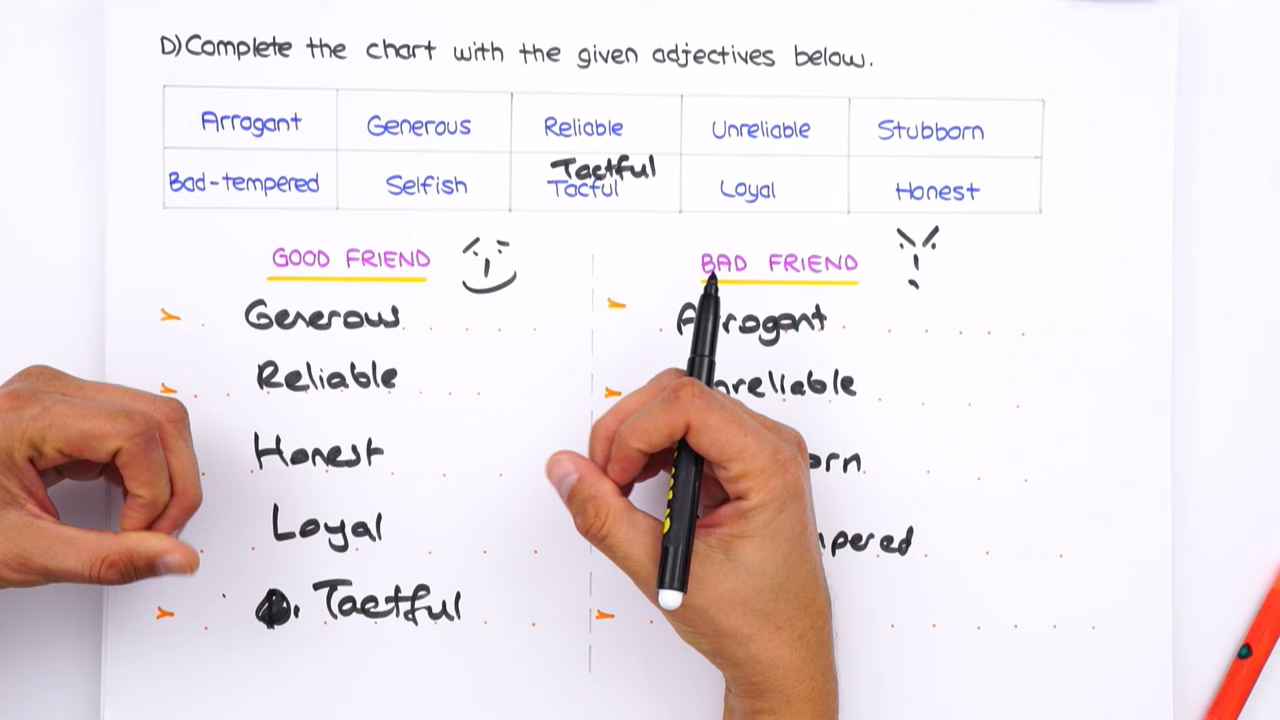 D) Complete the chart with the given adjectives below.
Arrogant Generous Reliable Unreliable Stubborn
Tactful
Bad-tempered Selfish Tacful Loyal Honest
GOOD FRIEND BAD FRIEND
Generous Arrogant
Reliable
Honest
Loyal
Tactful